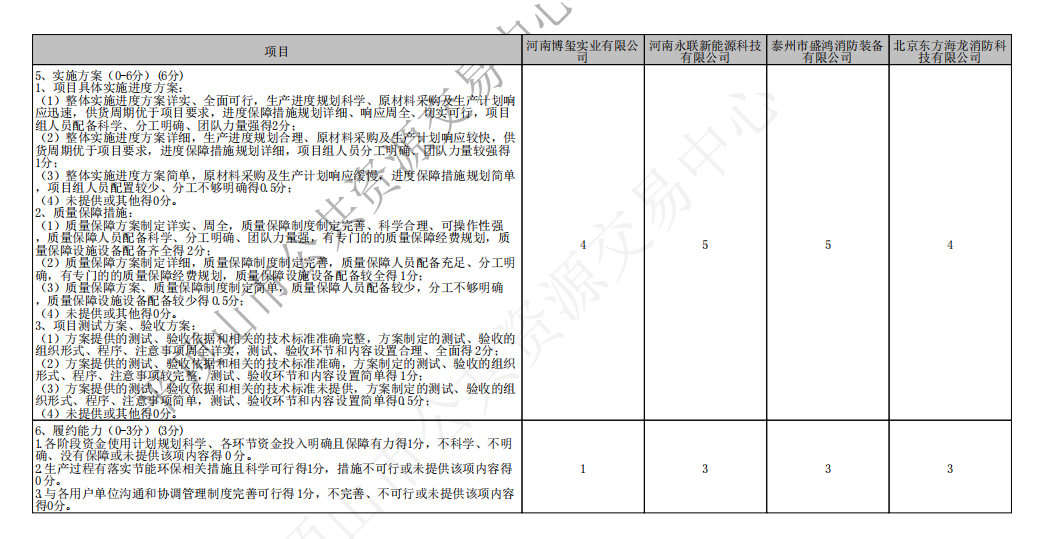 项目
河南博玺实业有限公
司
河南永联新能源科技
有限公司
泰州市盛鸿消防装备
有限公司
北京东方海龙消防科
技有限公司
5、实施方案（0-6分）(6分)
1、项目具体实施进度方案：
（1）整体实施进度方案详实、全面可行，生产进度规划科学、原材料采购及生产计划响
应迅速，供货周期优于项目要求，进度保障措施规划详细、响应周全、切实可行，项目
组人员配备科学、分工明确、团队力量强得2分；
（2）整体实施进度方案详细，生产进度规划合理、原材料采购及生产计划响应较快，供
货周期优于项目要求，进度保障措施规划详细，项目组人员分工明确、团队力量较强得
1分；
（3）整体实施进度方案简单，原材料采购及生产计划响应缓慢，进度保障措施规划简单
，项目组人员配置较少、分工不够明确得0.5分；
（4）未提供或其他得0分。
2、质量保障措施：
（1）质量保障方案制定详实、周全，质量保障制度制定完善、科学合理、可操作性强
，质量保障人员配备科学、分工明确、团队力量强，有专门的的质量保障经费规划，质
量保障设施设备配备齐全得 2分；
（2）质量保障方案制定详细，质量保障制度制定完善，质量保障人员配备充足、分工明
确，有专门的的质量保障经费规划，质量保障设施设备配备较全得 1分；
（3）质量保障方案、质量保障制度制定简单，质量保障人员配备较少，分工不够明确
，质量保障设施设备配备较少得 0.5分；
（4）未提供或其他得0分。
3、项目测试方案、验收方案：
（1）方案提供的测试、验收依据和相关的技术标准准确完整，方案制定的测试、验收的
组织形式、程序、注意事项周全详实，测试、验收环节和内容设置合理、全面得 2分；
（2）方案提供的测试、验收依据和相关的技术标准准确，方案制定的测试、验收的组织
形式、程序、注意事项较完整，测试、验收环节和内容设置简单得 1分；
（3）方案提供的测试、验收依据和相关的技术标准未提供，方案制定的测试、验收的组
织形式、程序、注意事项简单，测试、验收环节和内容设置简单得0.5分；
（4）未提供或其他得0分。
4
5
5
4
6、履约能力（0-3分）(3分)
1.各阶段资金使用计划规划科学、各环节资金投入明确且保障有力得1分，不科学、不明
确、没有保障或未提供该项内容得 0 分。
2.生产过程有落实节能环保相关措施且科学可行得1分，措施不可行或未提供该项内容得
0 分。
3.与各用户单位沟通和协调管理制度完善可行得 1分，不完善、不可行或未提供该项内容
得0分。
1
3
3
3
山市公共资源交易中心
山市公共资源交易中心